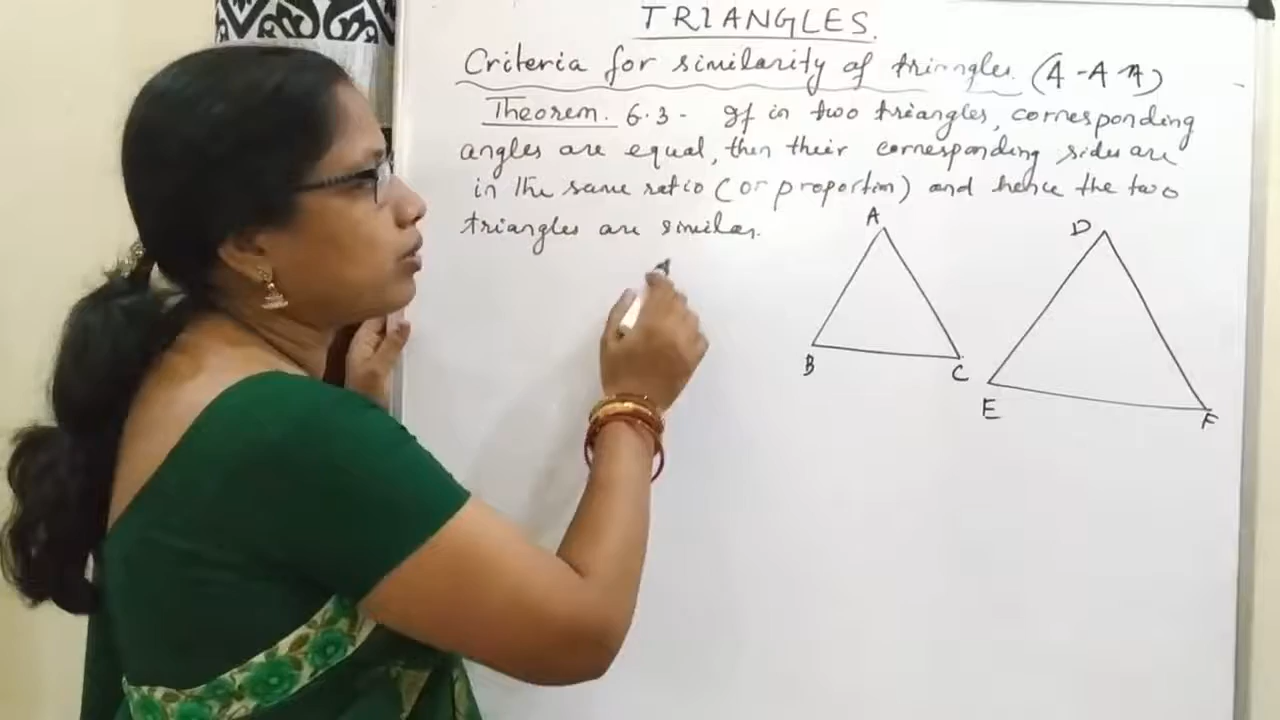 TRIANGLES.
Criteria for similarity of triangles. (A-A-A)
Theorem. 6.3 - If in two triangles, corresponding
angles are equal, then their corresponding sides are
in the same ratio (or proportion) and hence the two
triangles are similar.
A
D
B
C
E
F